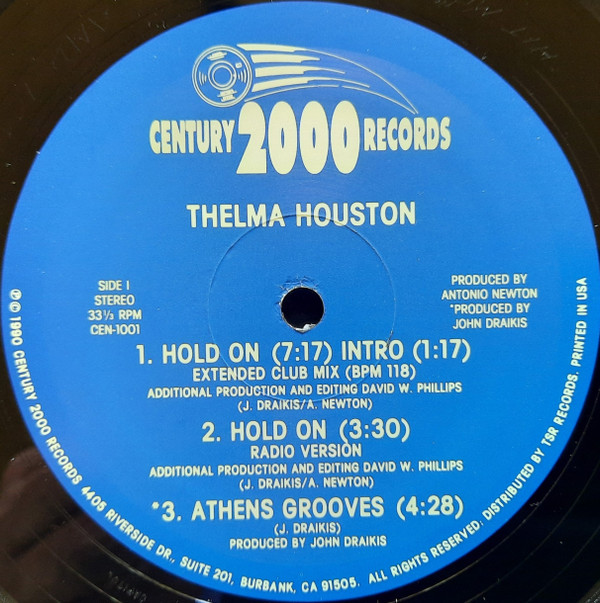 CENTURY 2000 RECORDS
THELMA HOUSTON
SIDE I
STEREO
33 1/3 RPM
CEN-1001
PRODUCED BY
ANTONIO NEWTON
*PRODUCED BY
JOHN DRAIKIS
1. HOLD ON (7:17) INTRO (1:17)
EXTENDED CLUB MIX (BPM 118)
ADDITIONAL PRODUCTION AND EDITING DAVID W. PHILLIPS
(J. DRAIKIS/A. NEWTON)
2. HOLD ON (3:30)
RADIO VERSION
ADDITIONAL PRODUCTION AND EDITING DAVID W. PHILLIPS
(J. DRAIKIS/A. NEWTON)
*3. ATHENS GROOVES (4:28)
(J. DRAIKIS)
PRODUCED BY JOHN DRAIKIS
℗ © 1990 CENTURY 2000 RECORDS 4405 RIVERSIDE DR., SUITE 201, BURBANK, CA 91505. ALL RIGHTS RESERVED. DISTRIBUTED BY TSR RECORDS. PRINTED IN USA